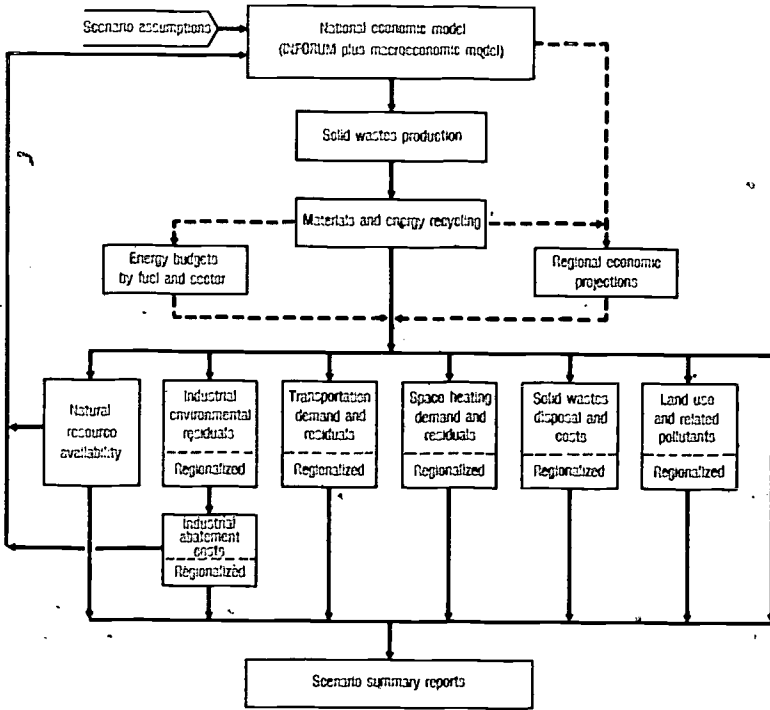 Scenario assumptions
National economic model
(INFORUM plus macroeconomic model)
Solid wastes production
Materials and energy recycling
Energy budgets
by fuel and sector
Regional economic
projections
Natural
resource
availability
Industrial
environmental
residuals
Regionalized
Transportation
demand and
residuals
Regionalized
Space heating
demand and
residuals
Regionalized
Solid wastes
disposal and
costs
Regionalized
Land use
and related
pollutants
Regionalized
Industrial
abatement
costs
Regionalized
Scenario summary reports